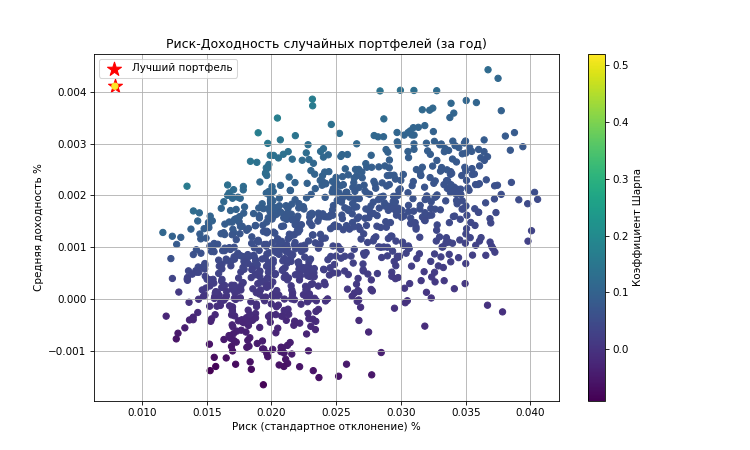 Риск-Доходность случайных портфелей (за год)
Лучший портфель
0.004
0.003
0.002
0.001
0.000
−0.001
Средняя доходность %
0.010 0.015 0.020 0.025 0.030 0.035 0.040
Риск (стандартное отклонение) %
0.5
0.4
0.3
0.2
0.1
0.0
Коэффициент Шарпа